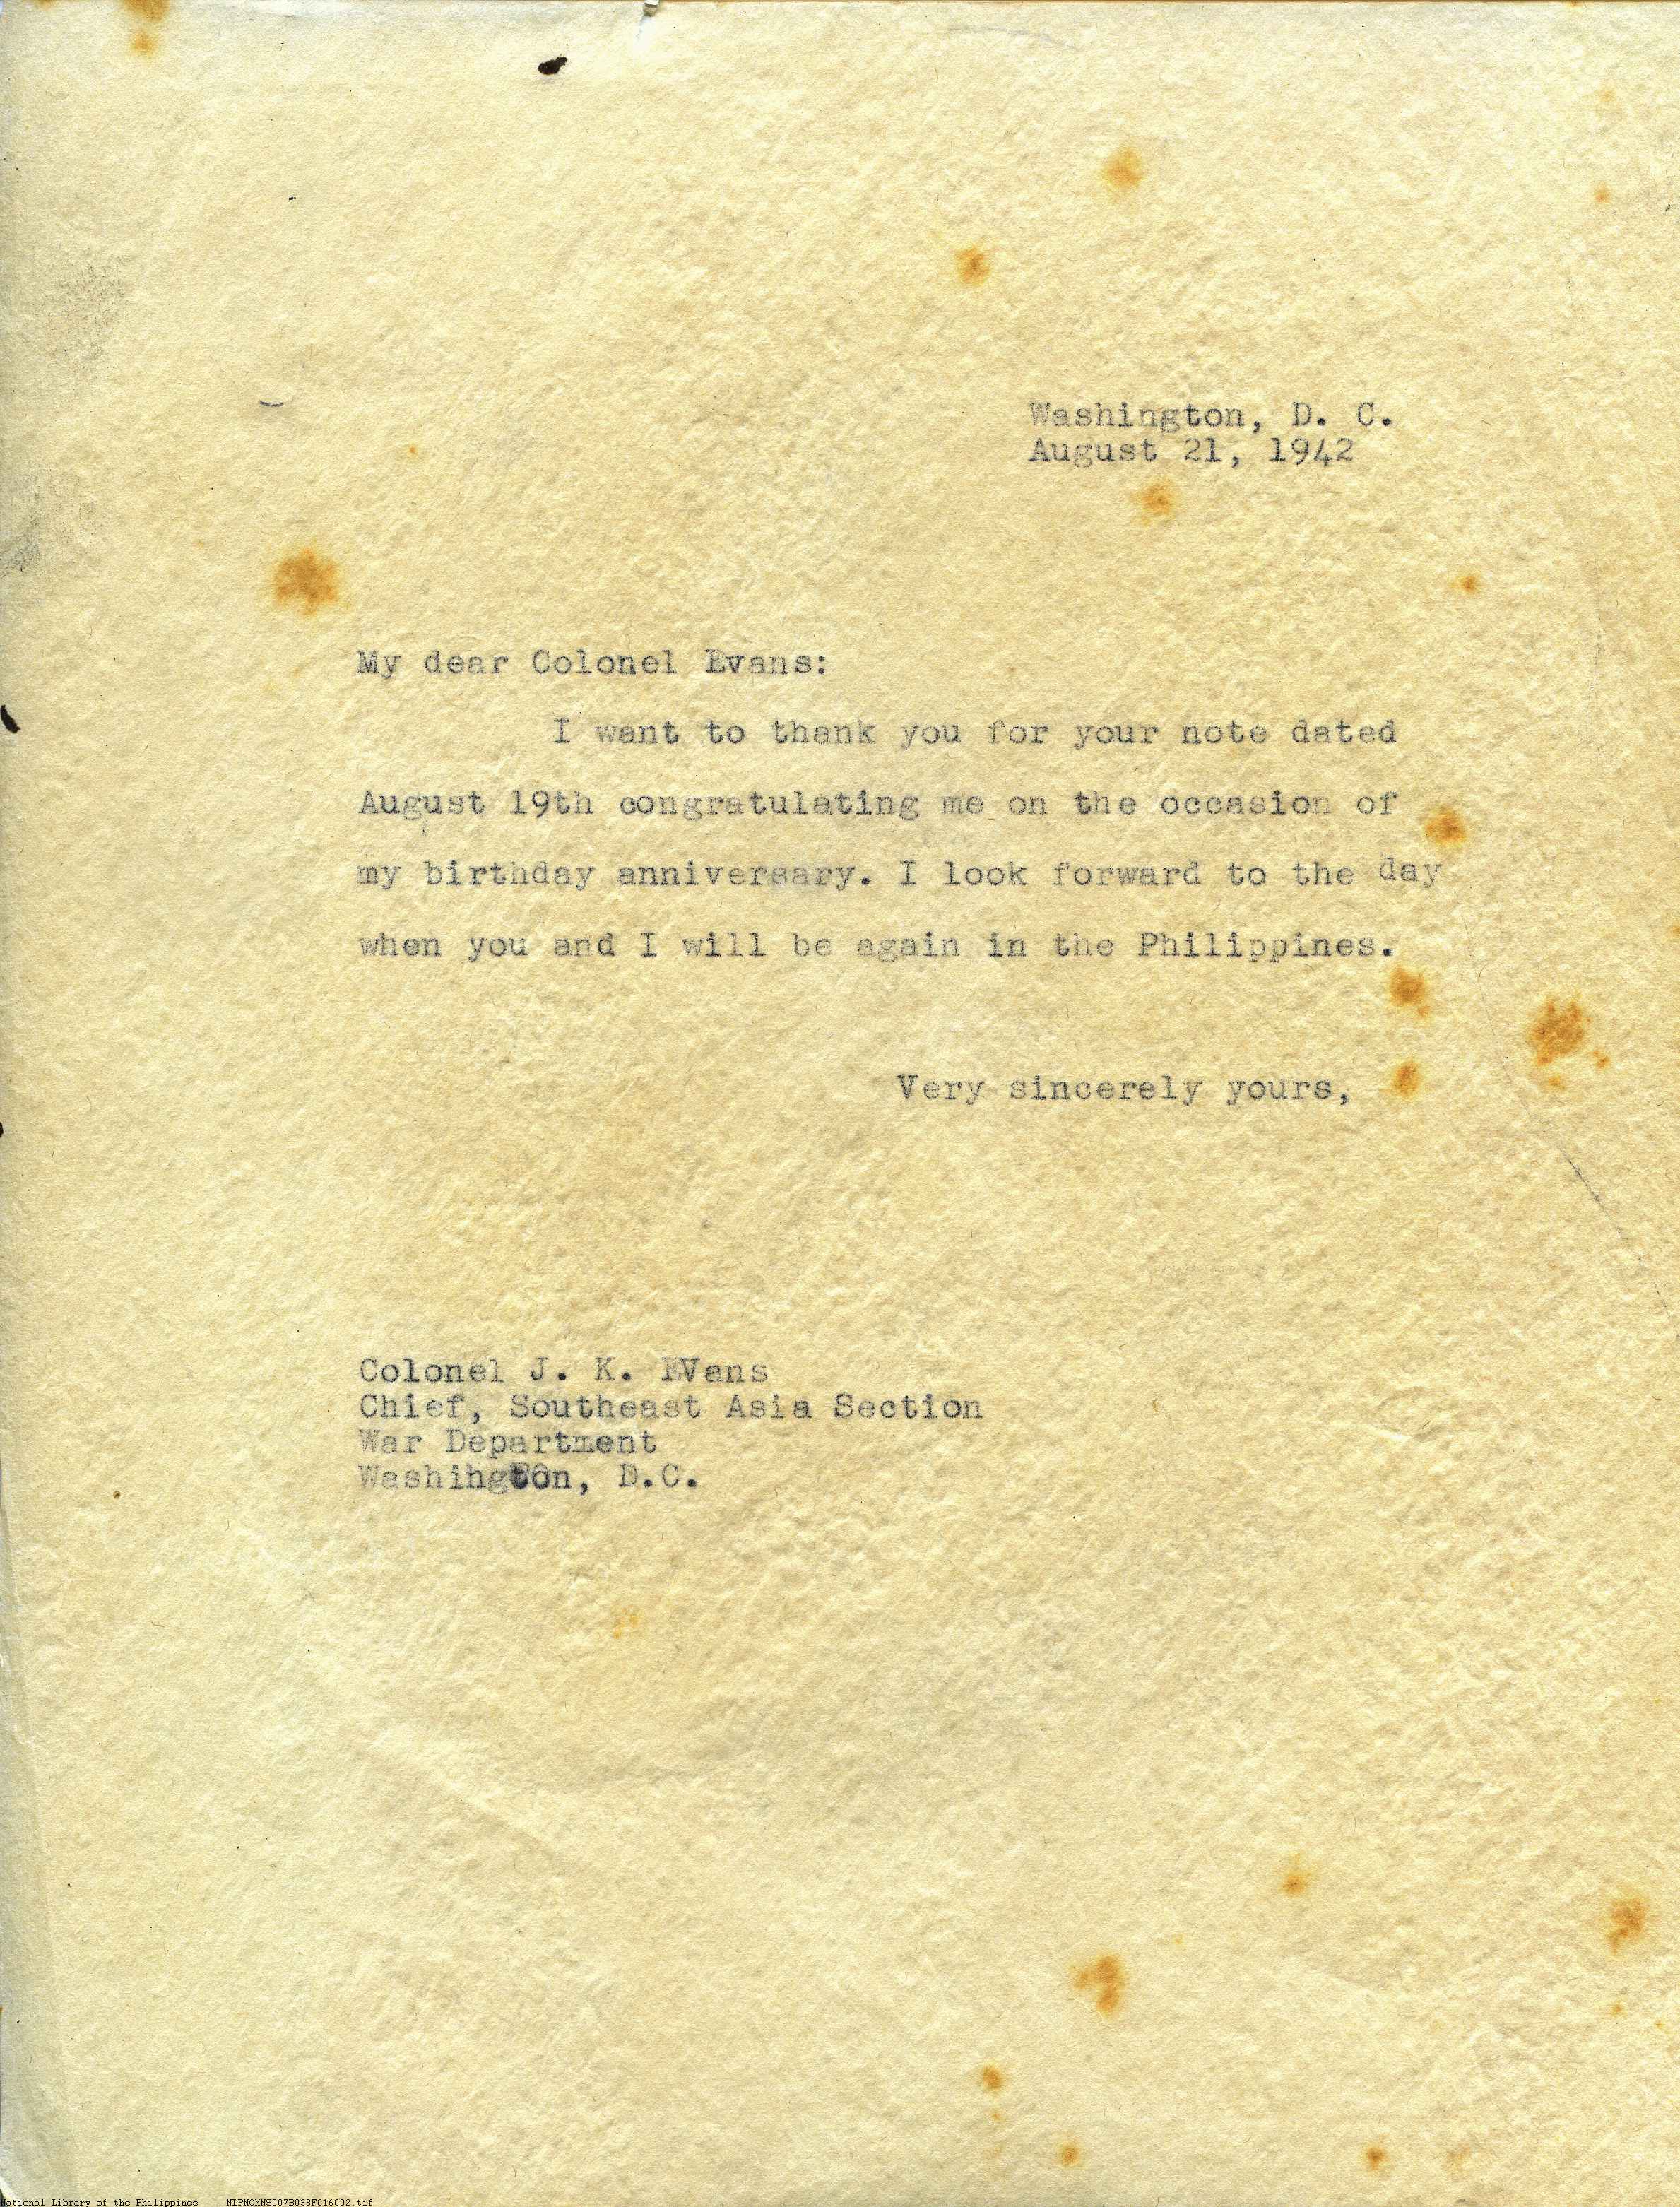 Washington, D. C.
August 21, 1942
My dear Colonel Evans:
I want to thank you for your note dated
August 19th congratulating me on the occasion of
my birthday anniversary. I look forward to the day
when you and I will be again in the Philippines.
Very sincerely yours,
Colonel J. K. EVans
Chief, Southeast Asia Section
War Department
Washihgton, D.C.
National Library of the Philippines NLPMQMNS007B038F016002.tif